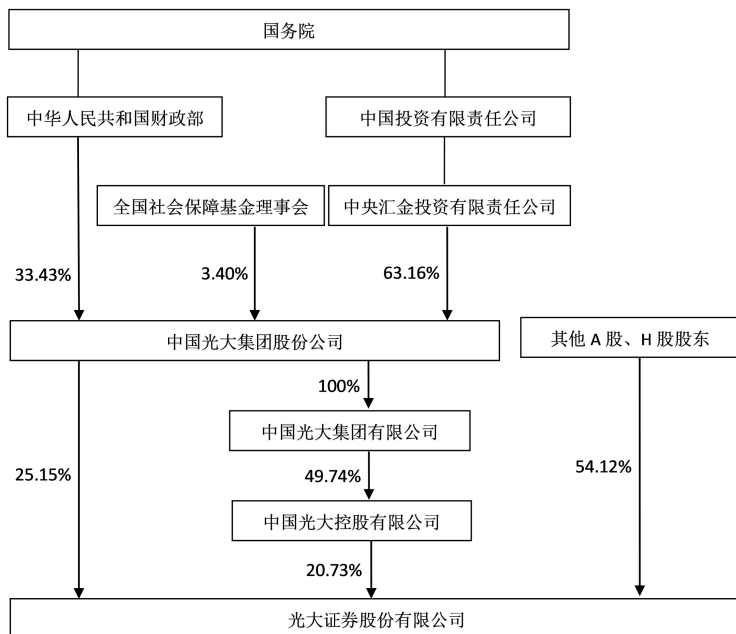 国务院
中华人民共和国财政部
中国投资有限责任公司
全国社会保障基金理事会
中央汇金投资有限责任公司
33.43%
3.40%
63.16%
中国光大集团股份公司
其他 A 股、H 股股东
100%
中国光大集团有限公司
25.15%
49.74%
54.12%
中国光大控股有限公司
20.73%
光大证券股份有限公司